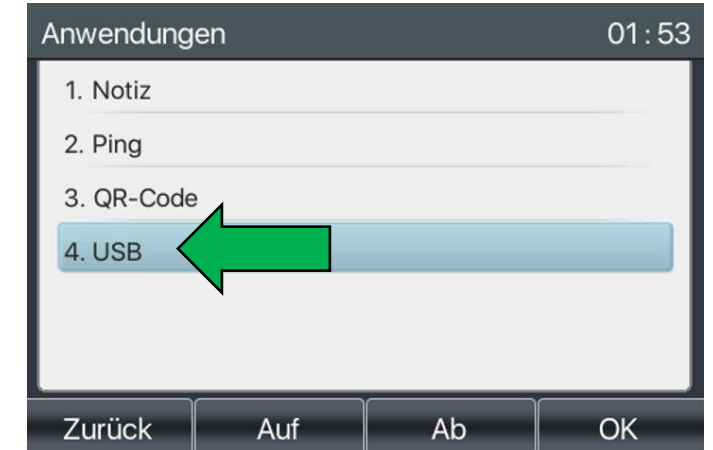 Anwendungen 01:53
1. Notiz
2. Ping
3. QR-Code
4. USB
Zurück Auf Ab OK